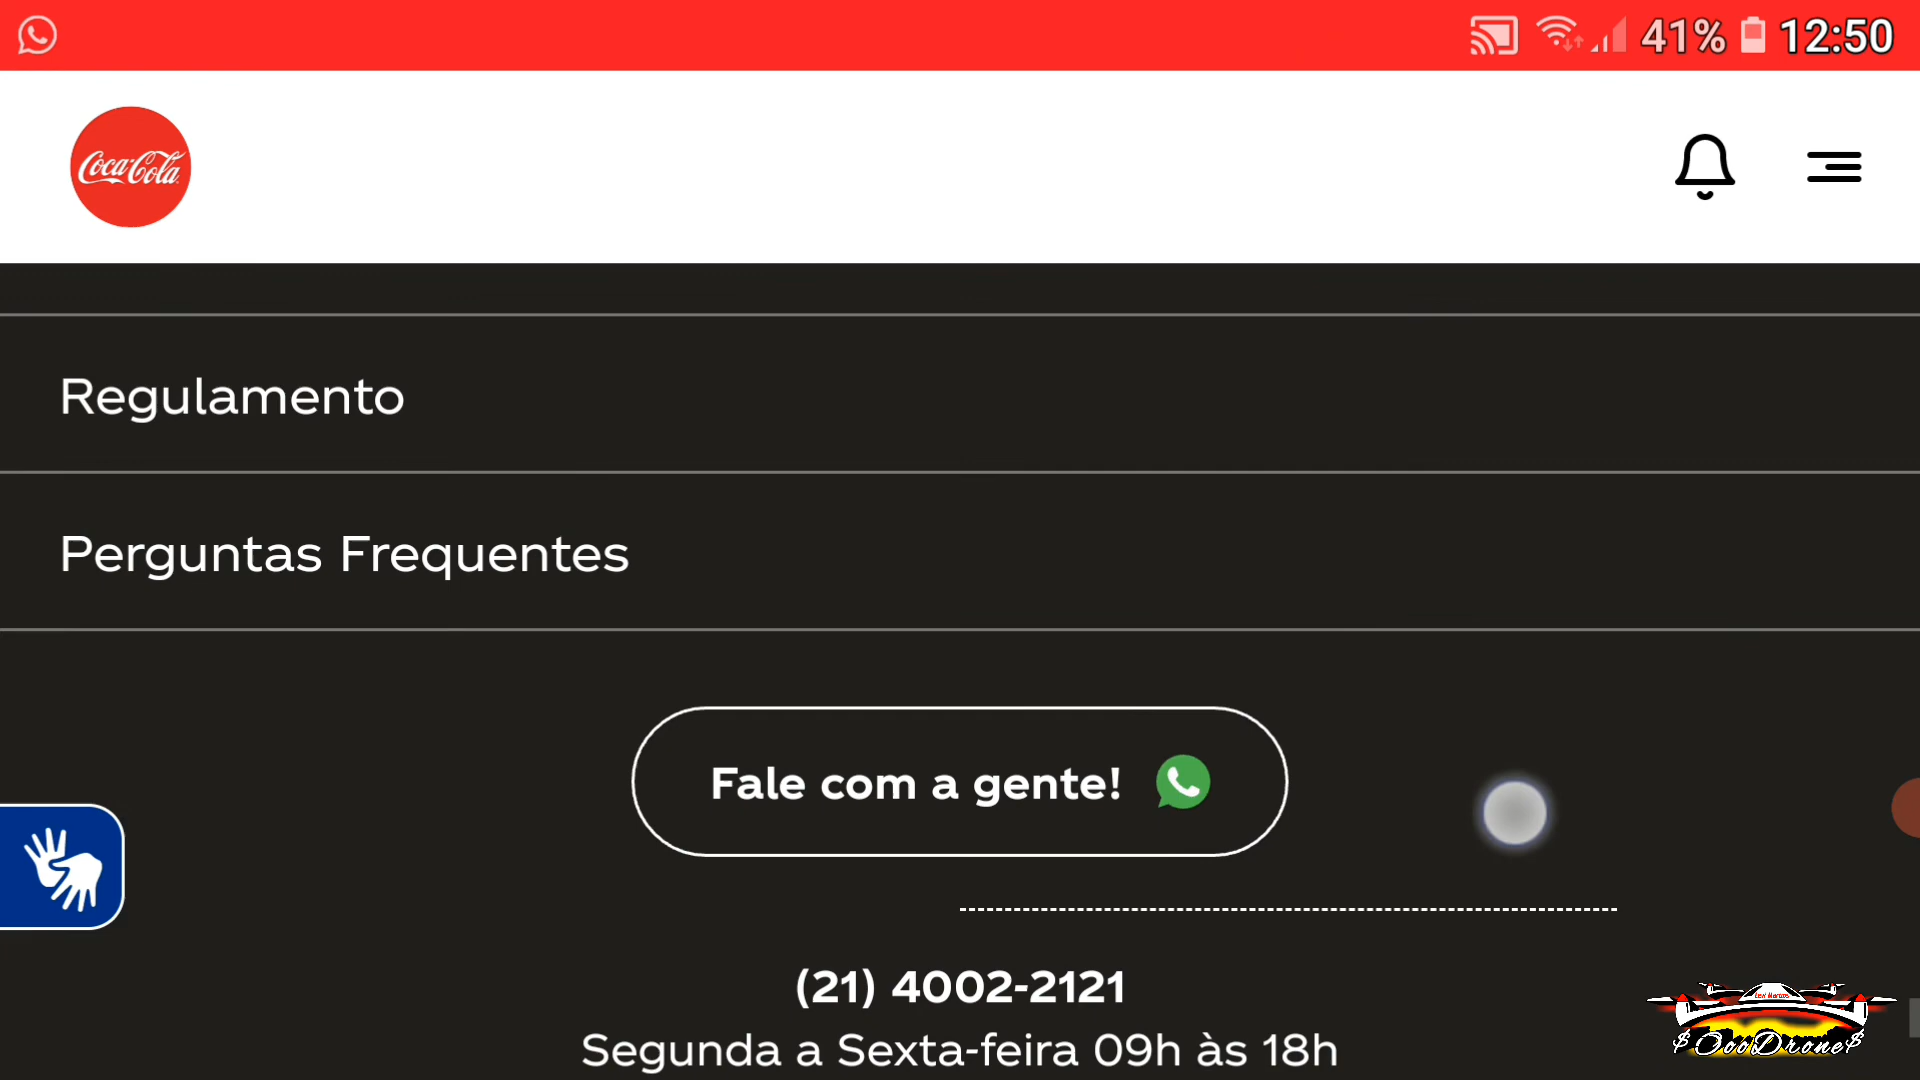 41% 12:50
Coca-Cola
Regulamento
Perguntas Frequentes
Fale com a gente!
(21) 4002-2121
Segunda a Sexta-feira 09h às 18h
$OooDrone$